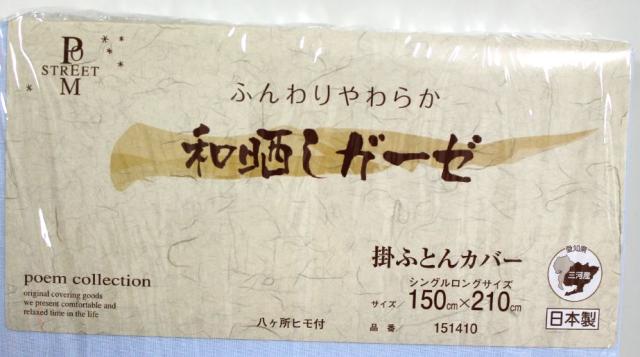 POM
STREET
ふんわりやわらか
和晒しガーゼ
掛ふとんカバー
シングルロングサイズ
サイズ/150cm×210cm
品番 151410
八ヶ所ヒモ付
愛知県
三河産
日本製
poem collection
original covering goods
we present comfortable and
relaxed time in the life